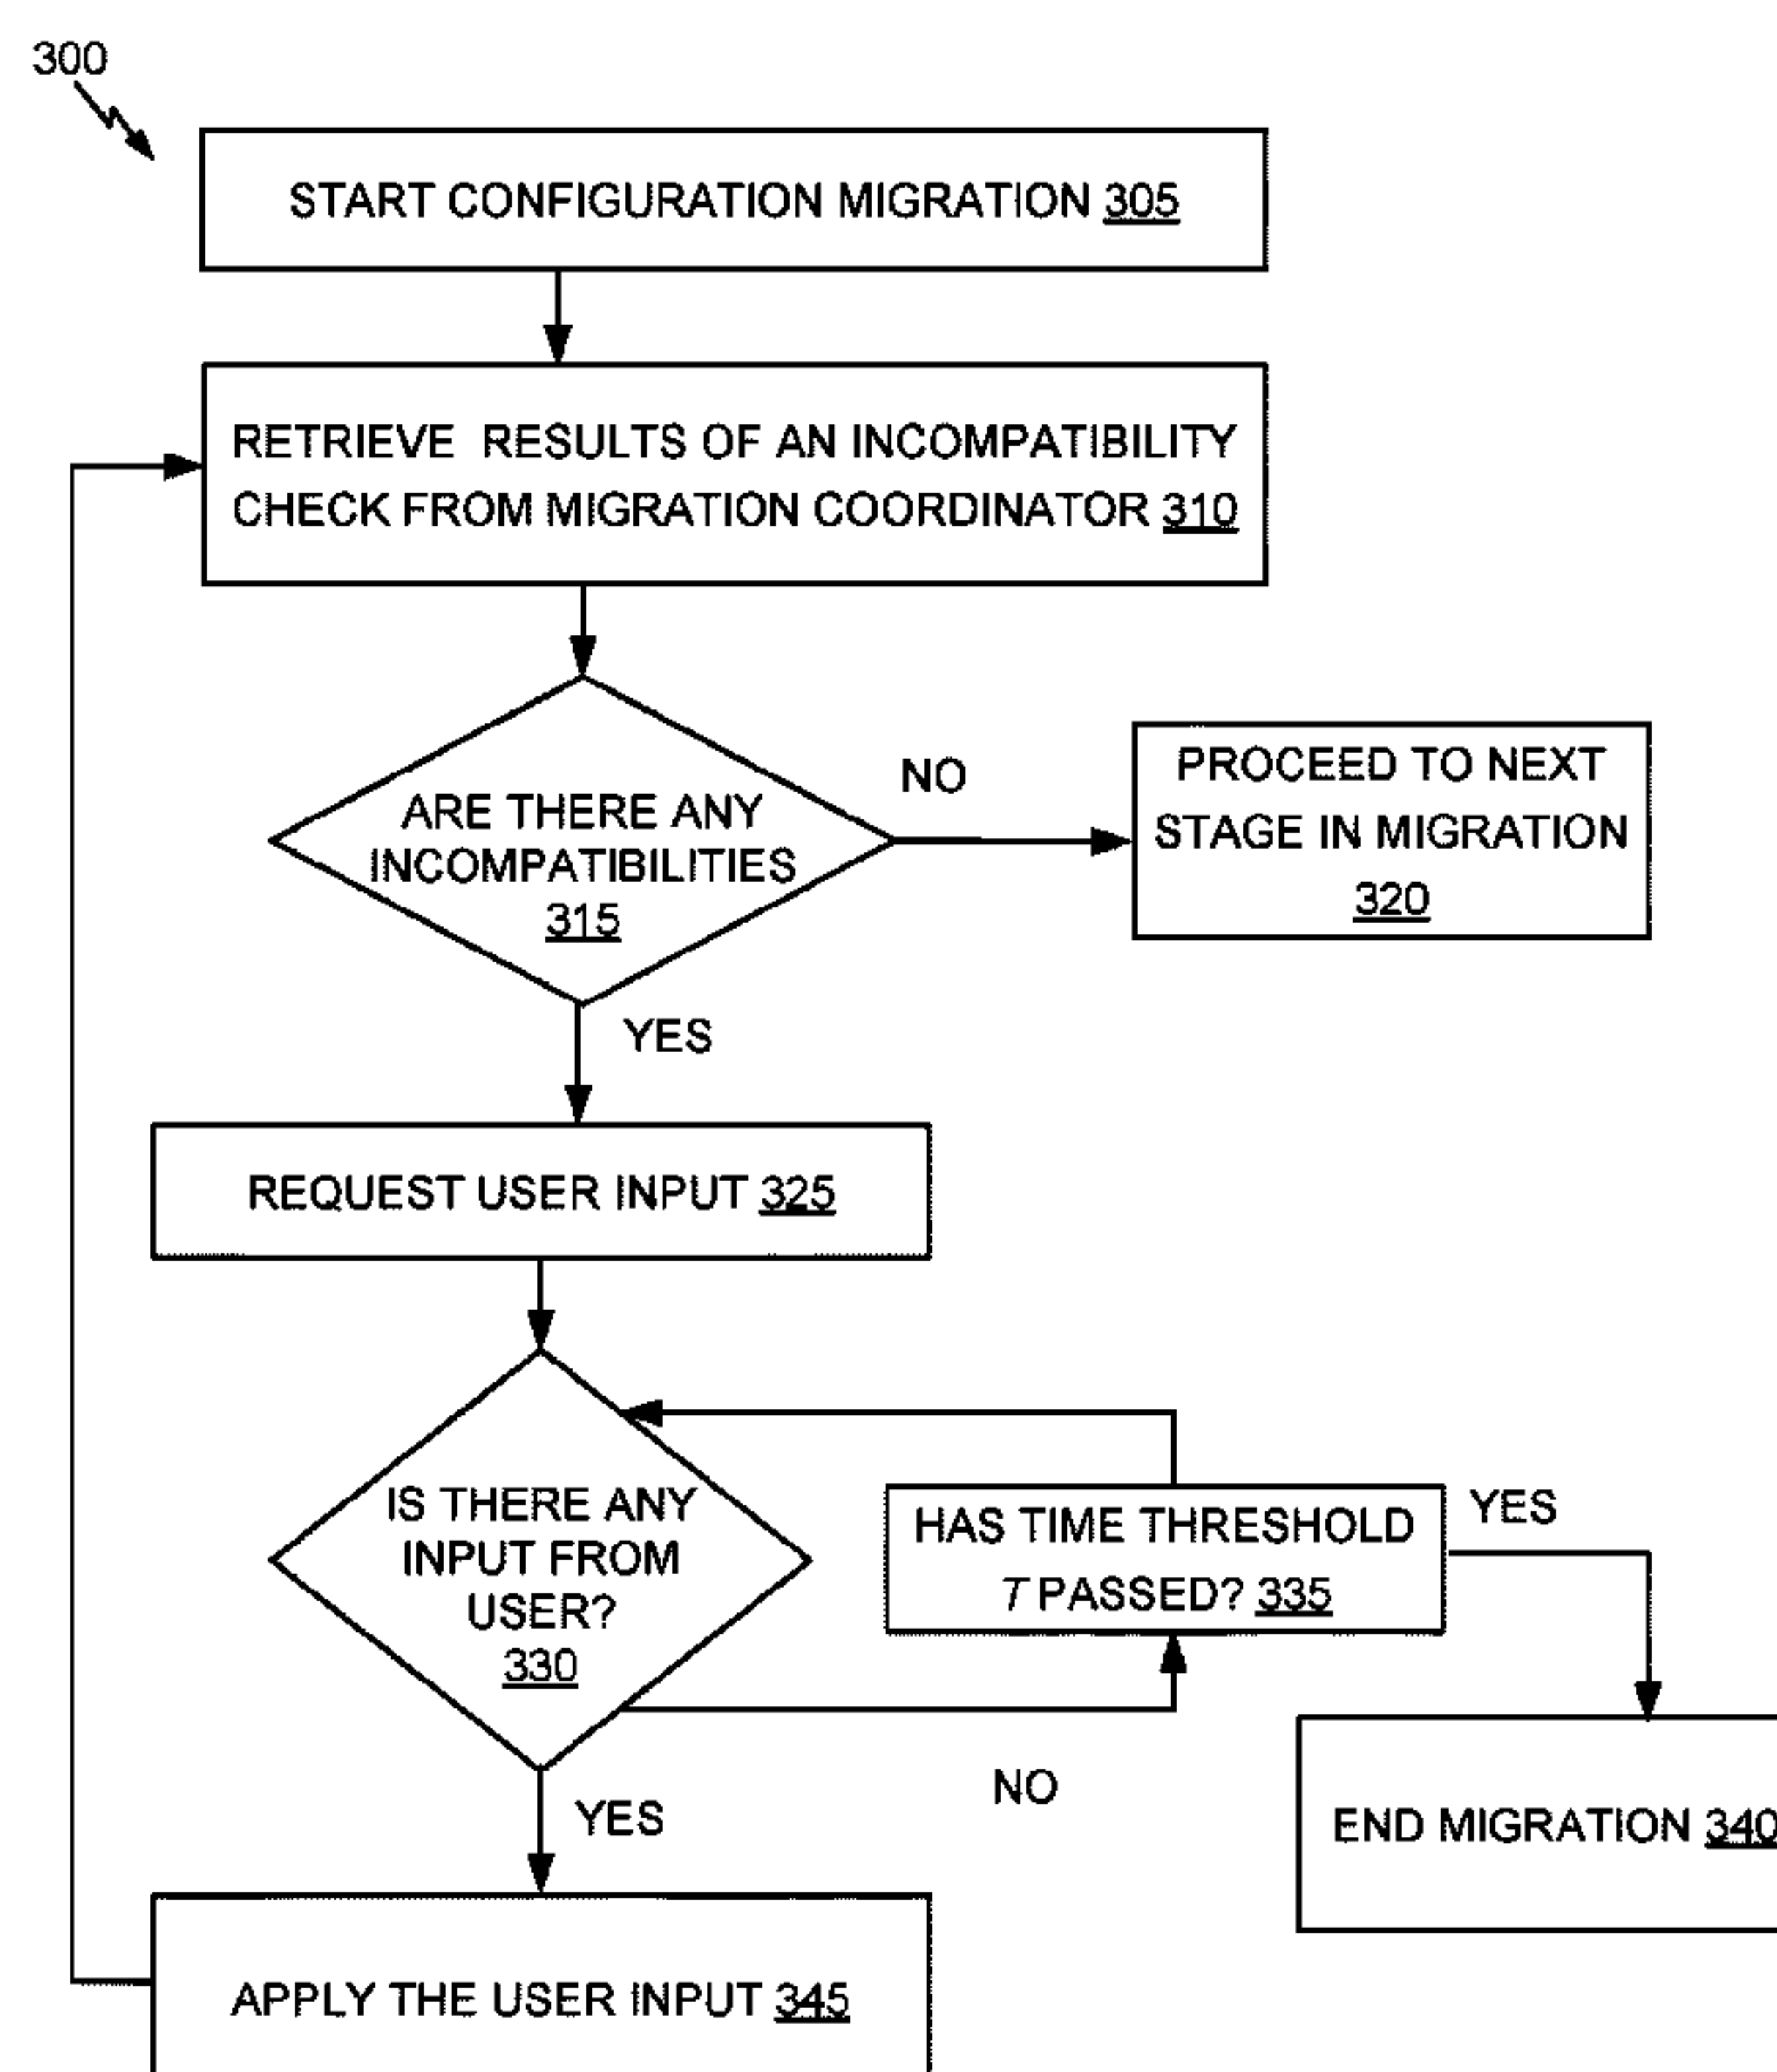 300
START CONFIGURATION MIGRATION 305
RETRIEVE RESULTS OF AN INCOMPATIBILITY
CHECK FROM MIGRATION COORDINATOR 310
ARE THERE ANY
INCOMPATIBILITIES
315
NO
PROCEED TO NEXT
STAGE IN MIGRATION
320
YES
REQUEST USER INPUT 325
IS THERE ANY
INPUT FROM
USER?
330
HAS TIME THRESHOLD
T PASSED? 335
YES
NO
END MIGRATION 340
YES
APPLY THE USER INPUT 345